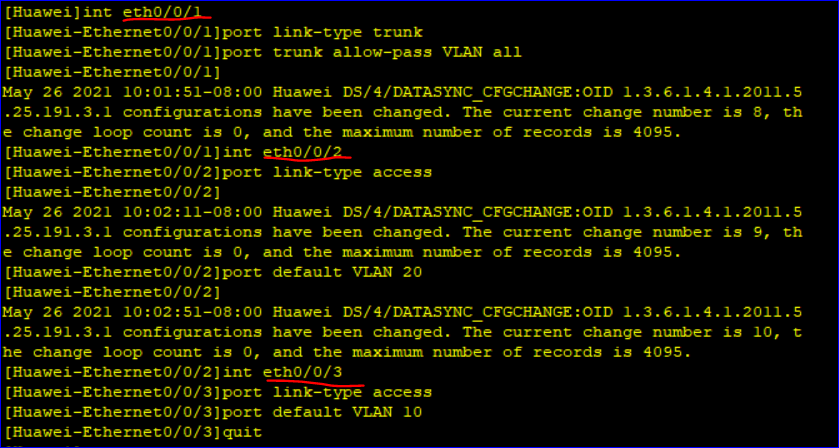 [Huawei]int eth0/0/1
[Huawei-Ethernet0/0/1]port link-type trunk
[Huawei-Ethernet0/0/1]port trunk allow-pass VLAN all
[Huawei-Ethernet0/0/1]
May 26 2021 10:01:51-08:00 Huawei DS/4/DATASYNC_CFGCHANGE:OID 1.3.6.1.4.1.2011.5
.25.191.3.1 configurations have been changed. The current change number is 8, th
e change loop count is 0, and the maximum number of records is 4095.
[Huawei-Ethernet0/0/1]int eth0/0/2
[Huawei-Ethernet0/0/2]port link-type access
[Huawei-Ethernet0/0/2]
May 26 2021 10:02:11-08:00 Huawei DS/4/DATASYNC_CFGCHANGE:OID 1.3.6.1.4.1.2011.5
.25.191.3.1 configurations have been changed. The current change number is 9, th
e change loop count is 0, and the maximum number of records is 4095.
[Huawei-Ethernet0/0/2]port default VLAN 20
[Huawei-Ethernet0/0/2]
May 26 2021 10:02:51-08:00 Huawei DS/4/DATASYNC_CFGCHANGE:OID 1.3.6.1.4.1.2011.5
.25.191.3.1 configurations have been changed. The current change number is 10, t
he change loop count is 0, and the maximum number of records is 4095.
[Huawei-Ethernet0/0/2]int eth0/0/3
[Huawei-Ethernet0/0/3]port link-type access
[Huawei-Ethernet0/0/3]port default VLAN 10
[Huawei-Ethernet0/0/3]quit